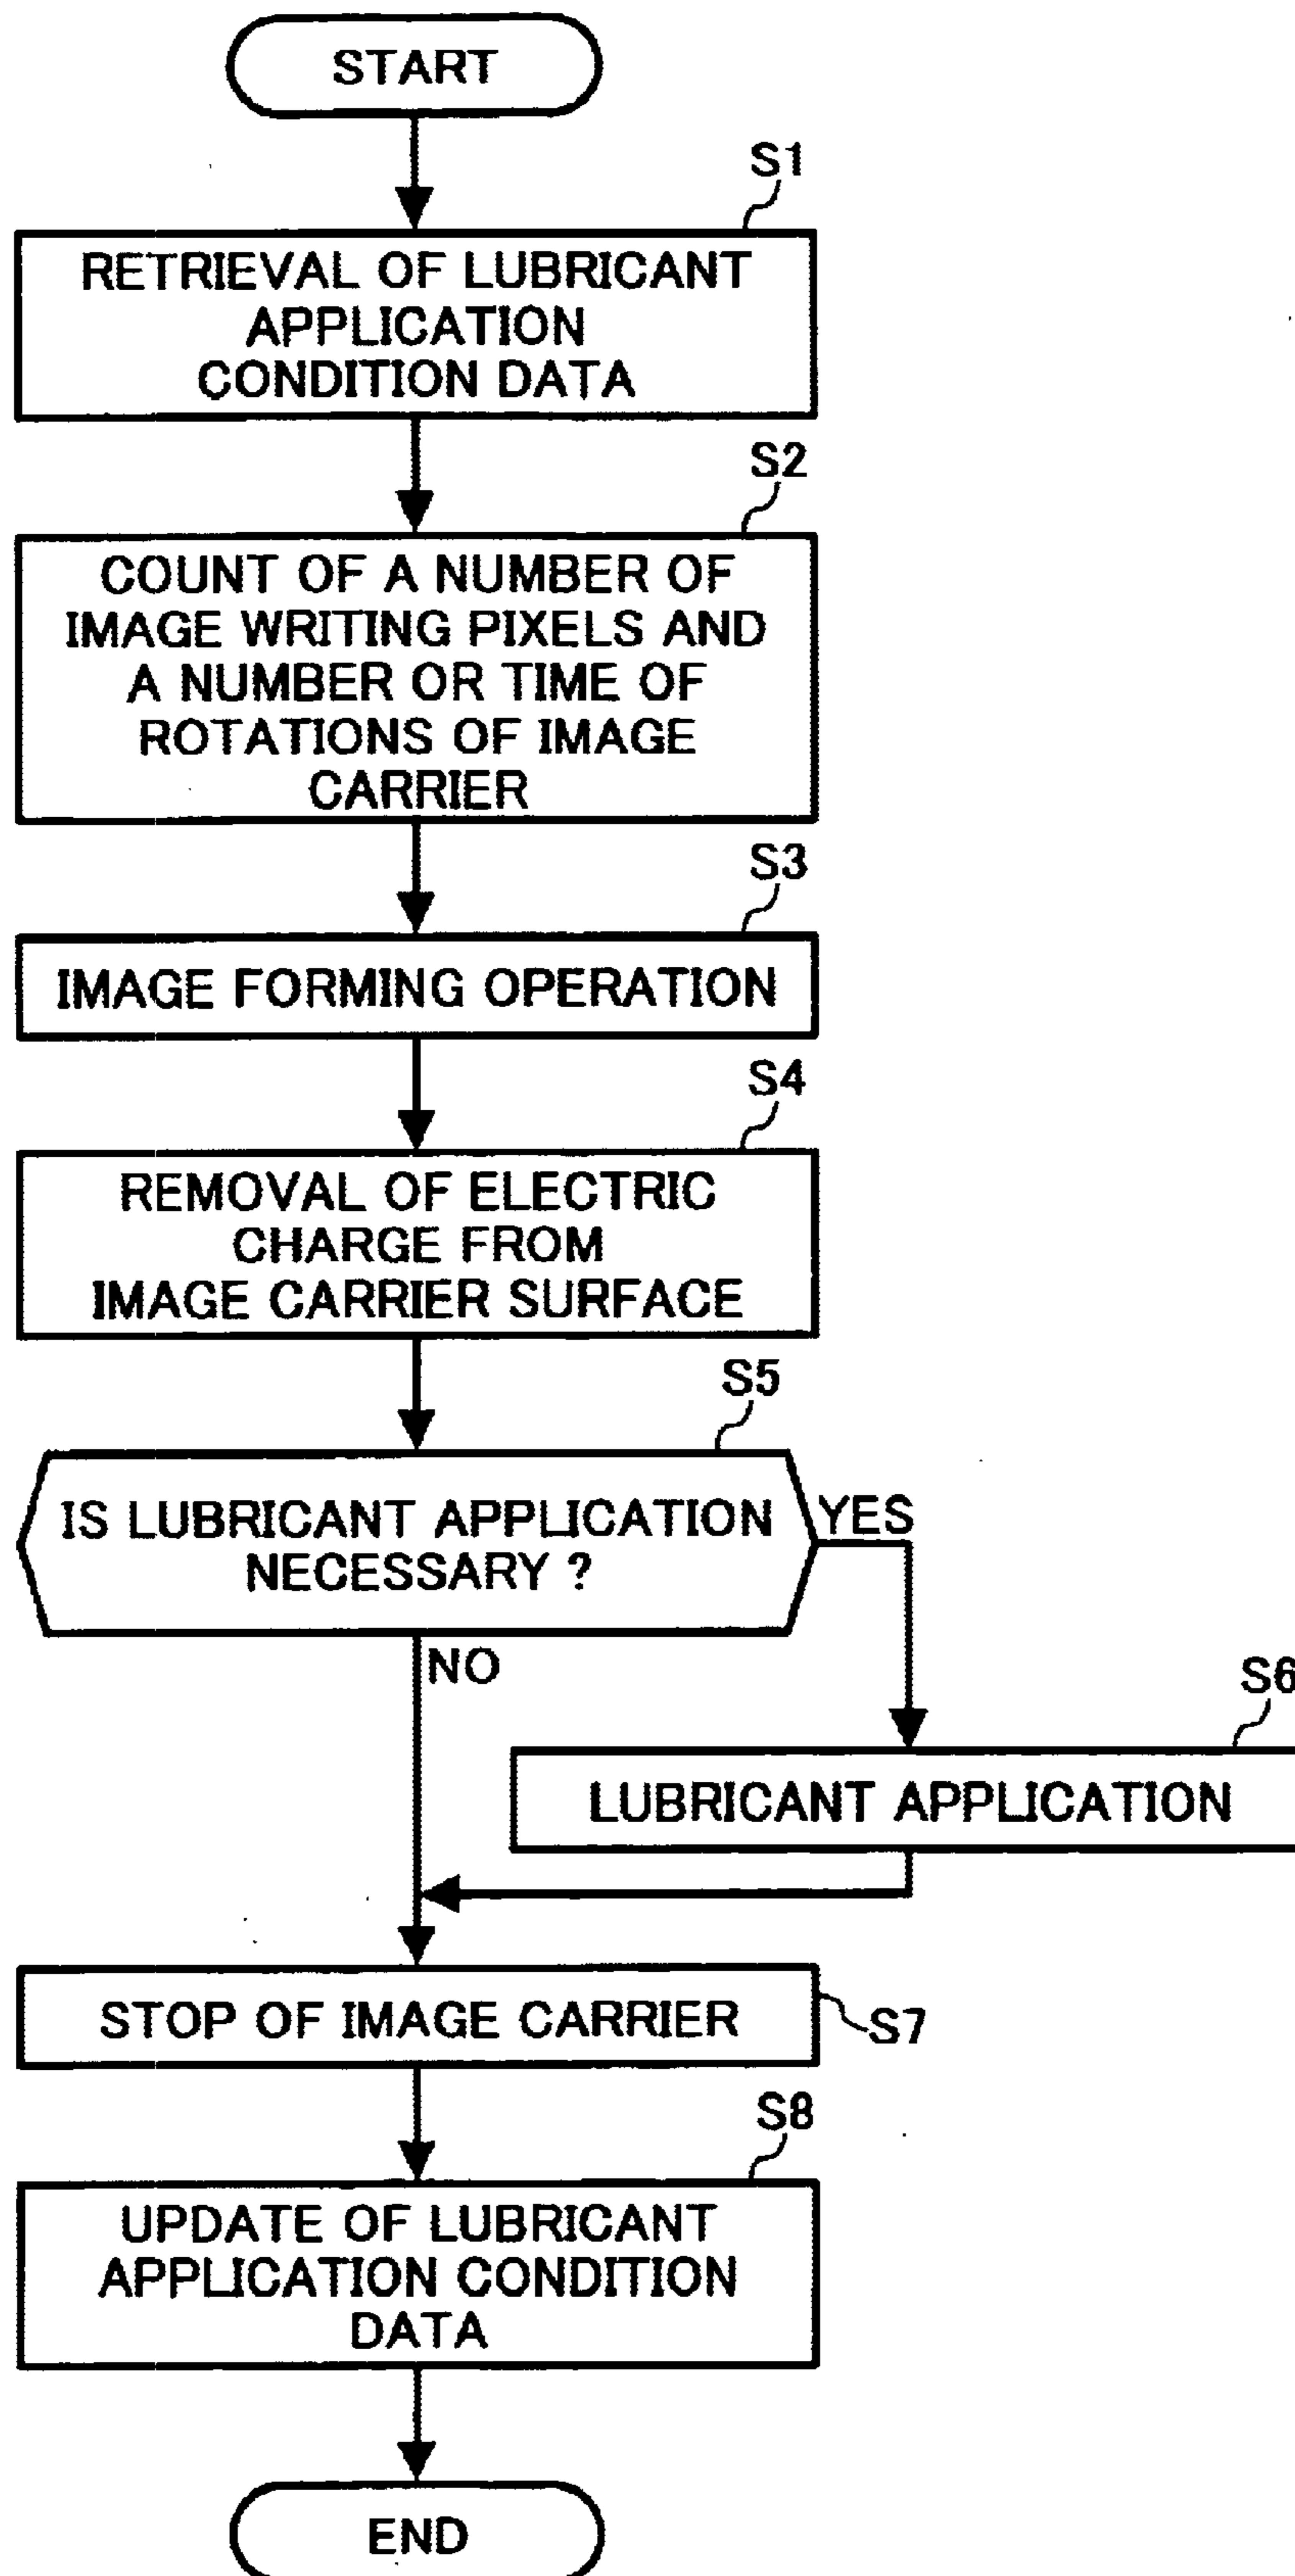 START
S1
RETRIEVAL OF LUBRICANT
APPLICATION
CONDITION DATA
S2
COUNT OF A NUMBER OF
IMAGE WRITING PIXELS AND
A NUMBER OR TIME OF
ROTATIONS OF IMAGE
CARRIER
S3
IMAGE FORMING OPERATION
S4
REMOVAL OF ELECTRIC
CHARGE FROM
IMAGE CARRIER SURFACE
S5
IS LUBRICANT APPLICATION
NECESSARY ?
YES
NO
S6
LUBRICANT APPLICATION
STOP OF IMAGE CARRIER
S7
S8
UPDATE OF LUBRICANT
APPLICATION CONDITION
DATA
END